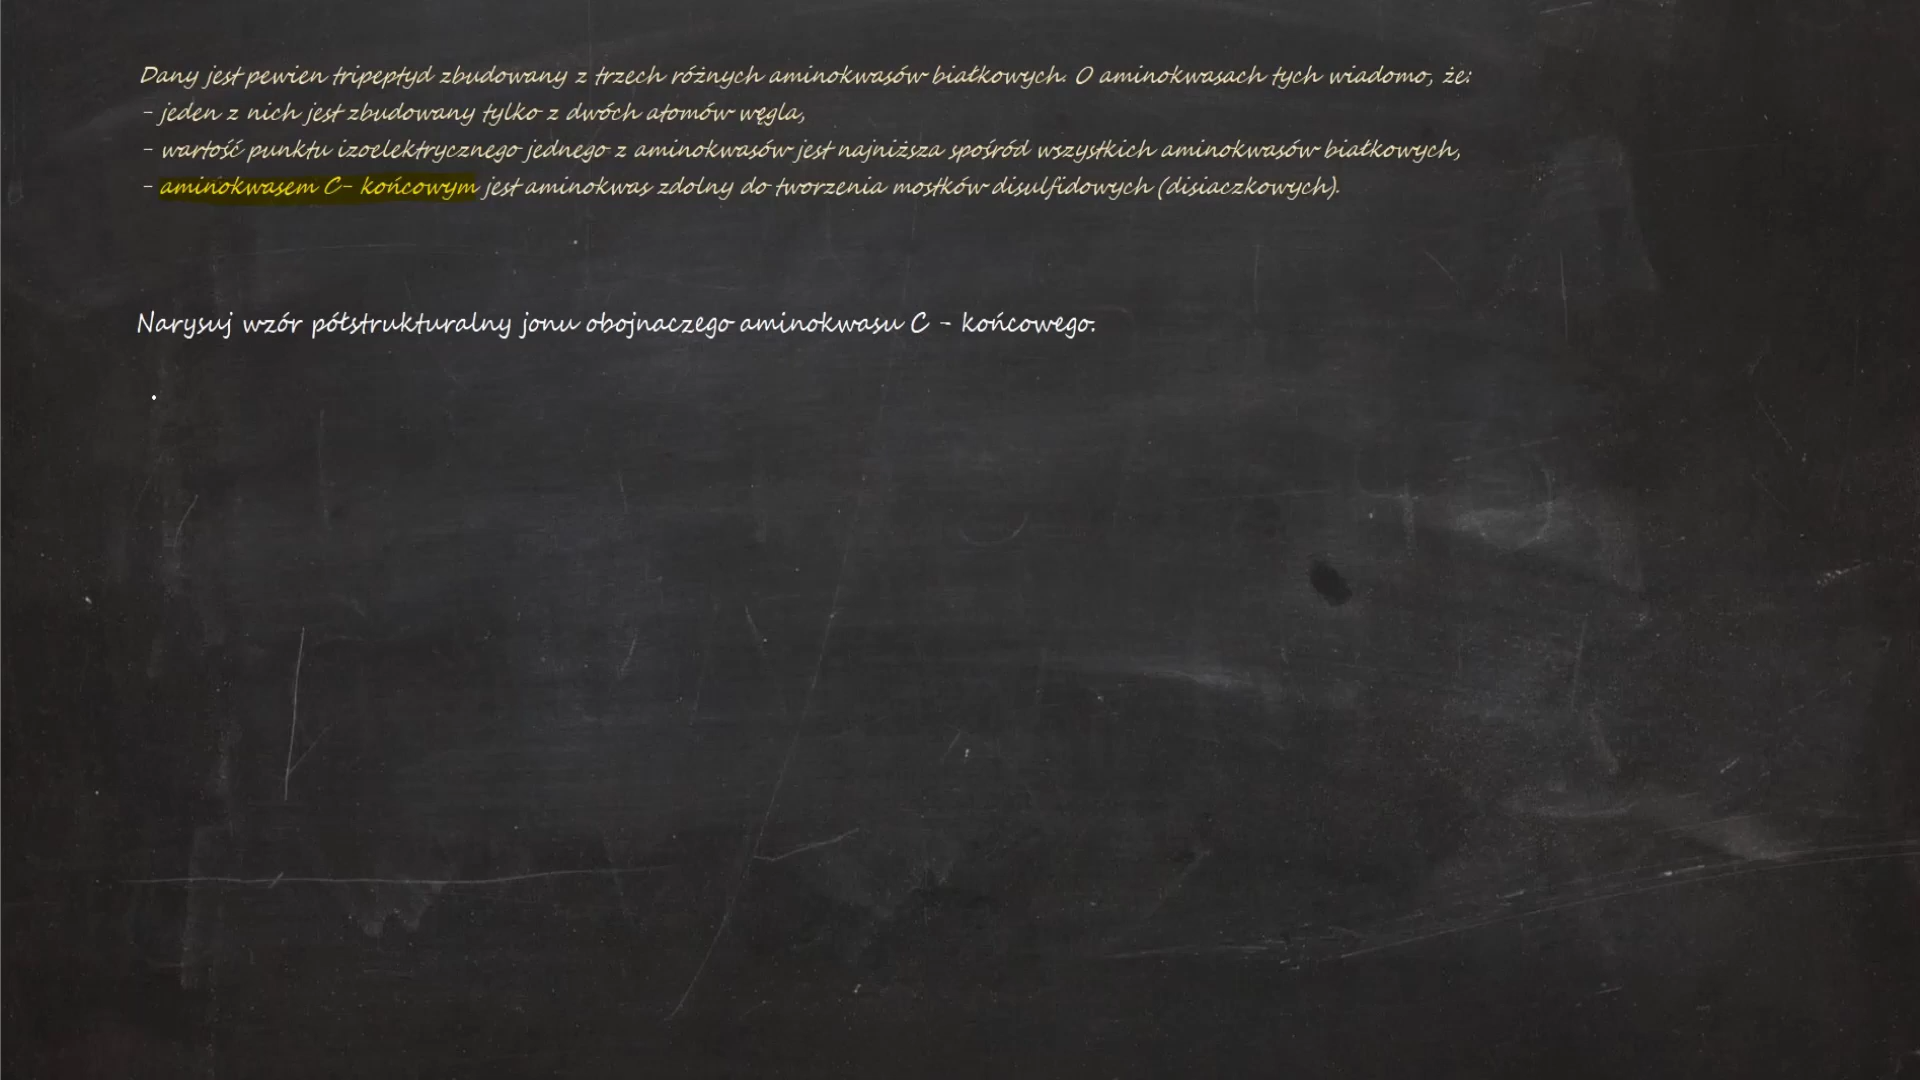 Dany jest pewien tripeptyd zbudowany z trzech różnych aminokwasów białkowych. O aminokwasach tych wiadomo, że:
- jeden z nich jest zbudowany tylko z dwóch atomów węgla,
- wartość punktu izoelektrycznego jednego z aminokwasów jest najniższa spośród wszystkich aminokwasów białkowych,
- aminokwasem C- końcowym jest aminokwas zdolny do tworzenia mostków disulfidowych (disiaczkowych).
Narysuj wzór półstrukturalny jonu obojnaczego aminokwasu C - końcowego.